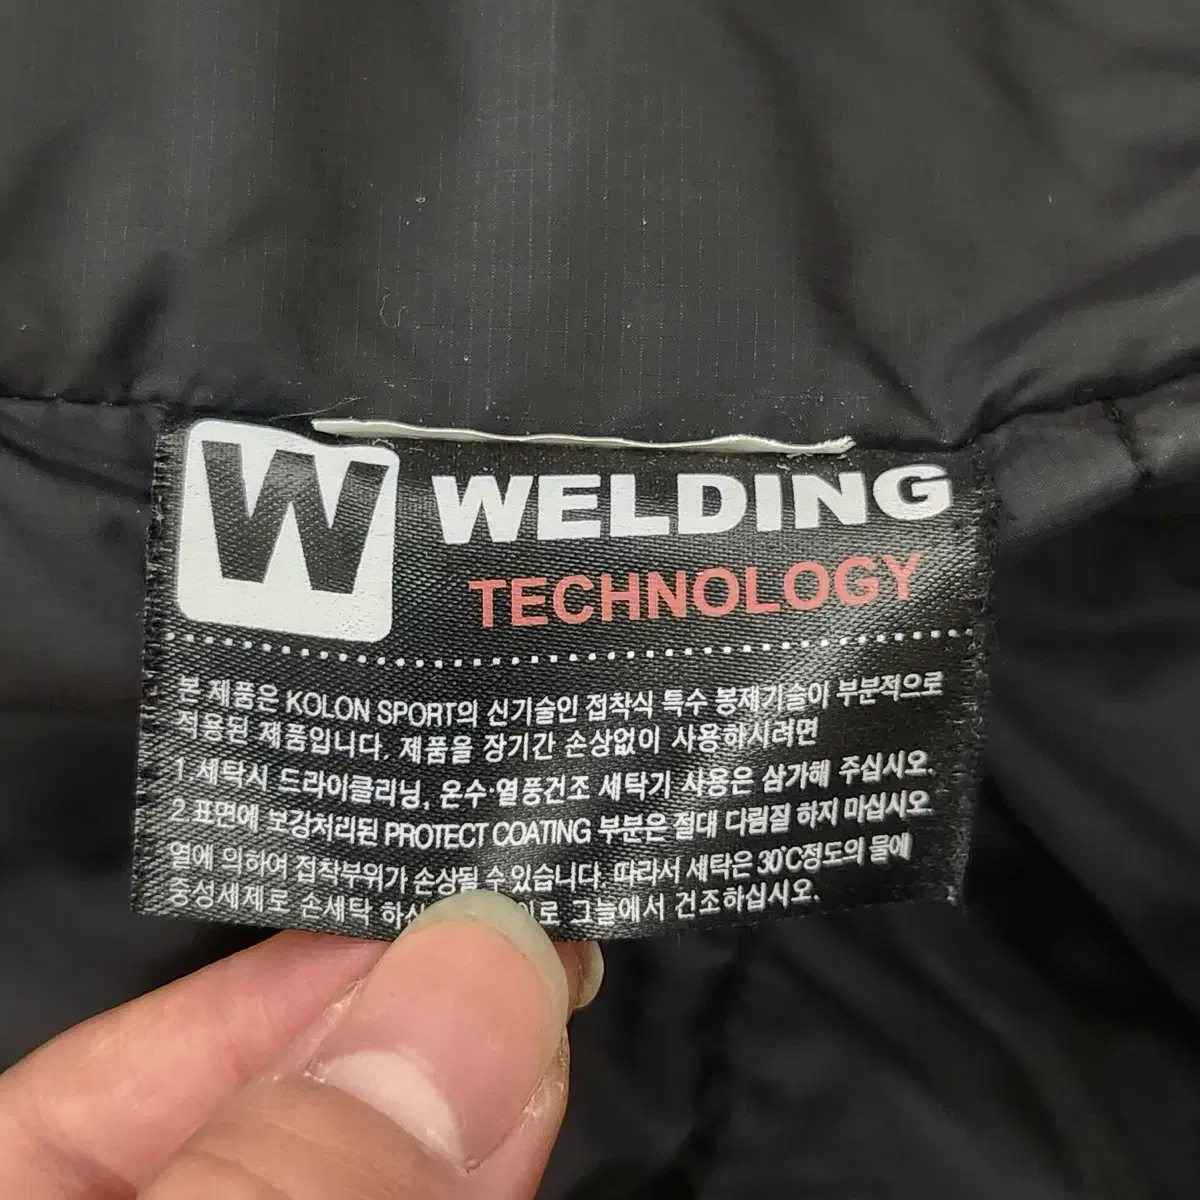 W
WELDING
TECHNOLOGY
본 제품은 KOLON SPORT의 신기술인 접착식 특수 봉제기술이 부분적으로
적용된 제품입니다. 제품을 장기간 손상없이 사용하시려면
1.세탁시 드라이클리닝, 온수·열풍건조 세탁기 사용은 삼가해 주십시오.
2.표면에 보강처리된 PROTECT COATING 부분은 절대 다림질 하지 마십시오
열에 의하여 접착부위가 손상될 수 있습니다. 따라서 세탁은 30℃정도의 물에
중성세제로 손세탁 그늘에서 건조하십시오.